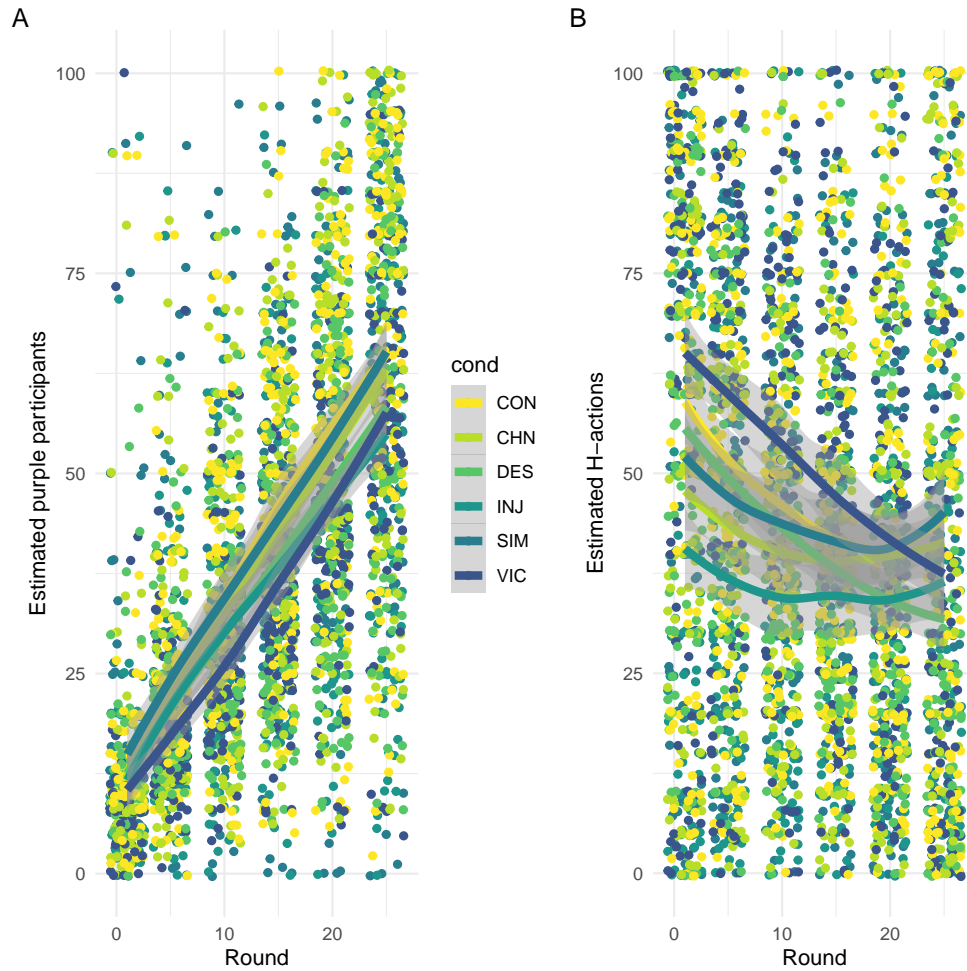 A
Estimated purple participants
100
75
50
25
0
0
10
20
Round
cond
CON
CHN
DES
INJ
SIM
VIC
B
Estimated H−actions
100
75
50
25
0
0
10
20
Round